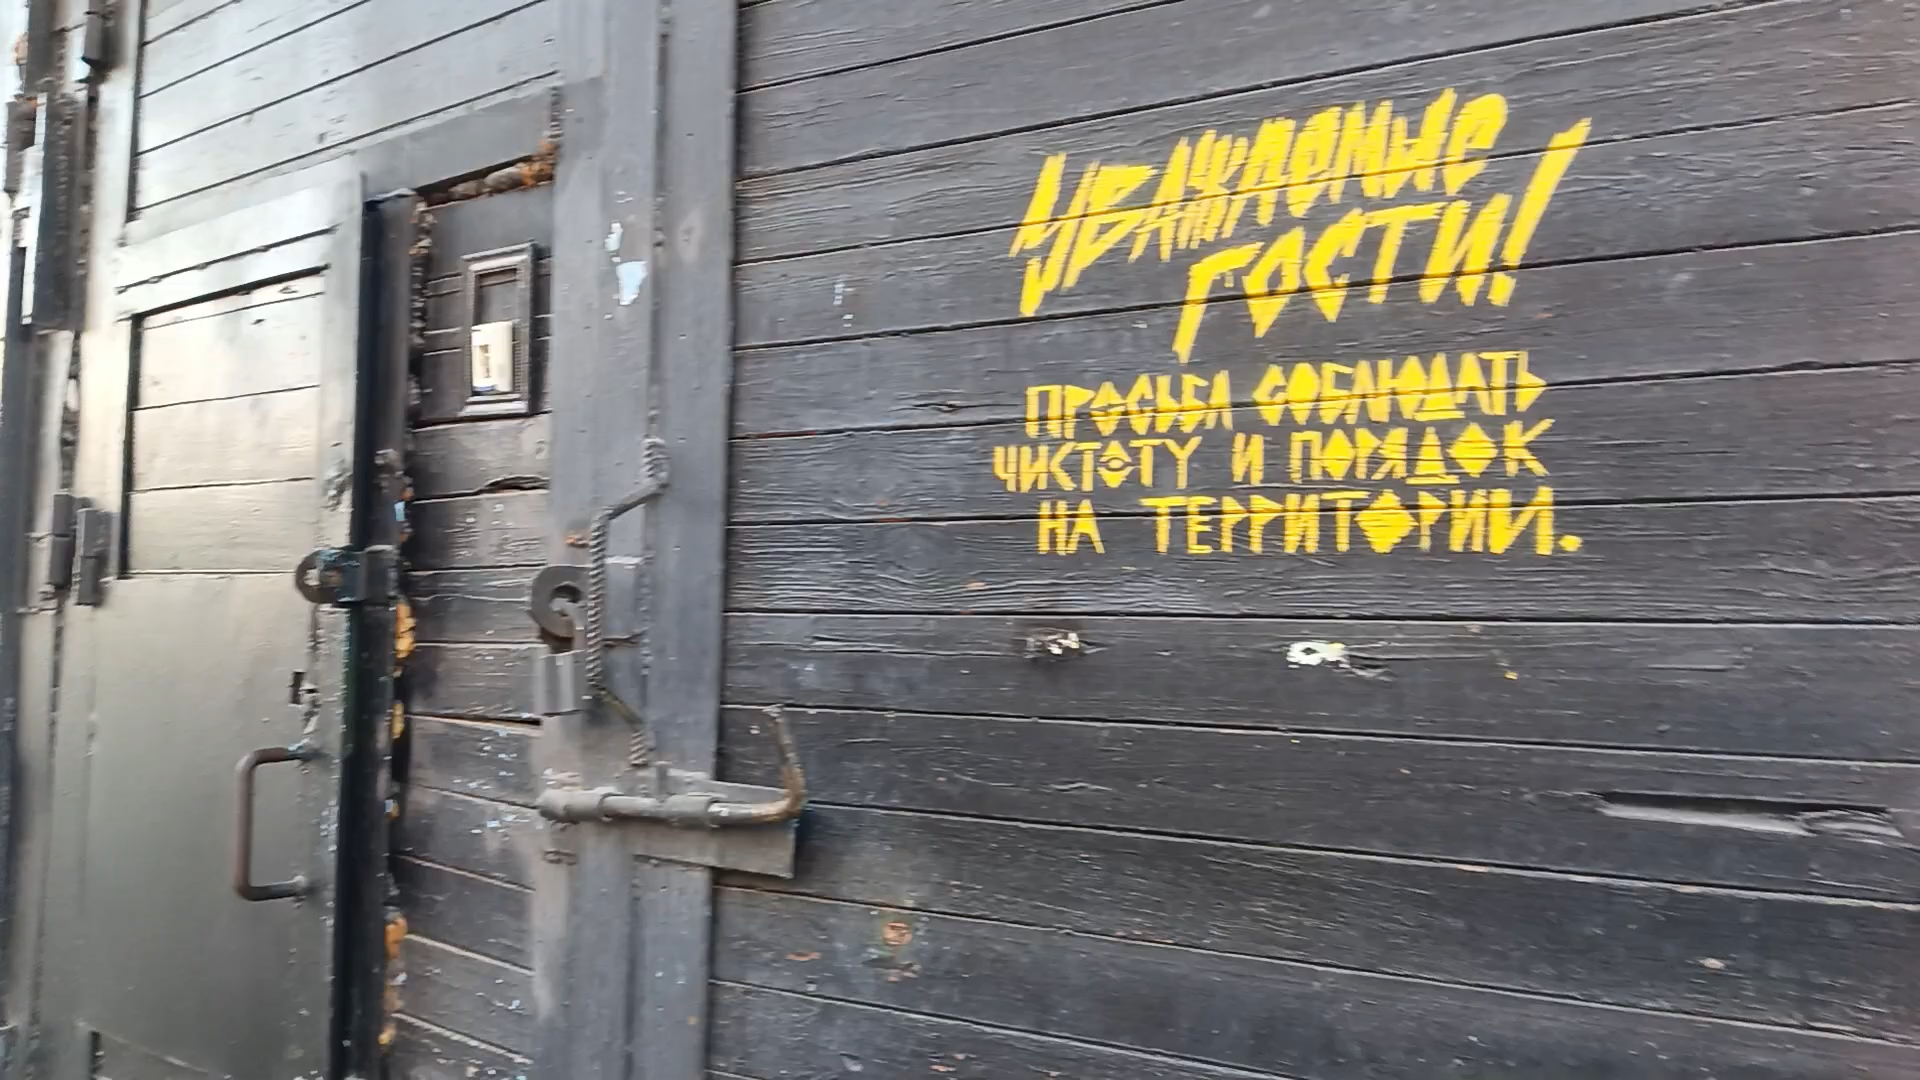 Уважаемые
гости!
ПРОСЬБА СОБЛЮДАТЬ
ЧИСТОТУ И ПОРЯДОК
НА ТЕРРИТОРИИ.